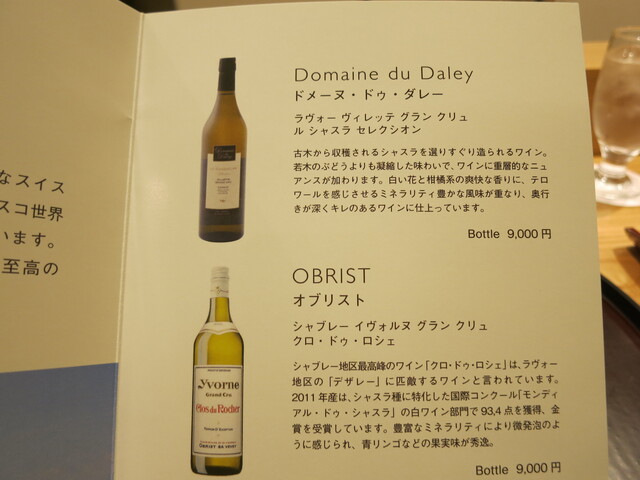 なスイス
スコ世界
います。
至高の
Domaine du Daley
ドメーヌ・ドゥ・ダレー
ラヴォー ヴィレッテ グラン クリュ
ル シャスラ セレクシオン
古木から収穫されるシャスラを選りすぐり造られるワイン。
若木のぶどうよりも凝縮した味わいで、ワインに重層的なニュ
アンスが加わります。白い花と柑橘系の爽快な香りに、テロ
ワールを感じさせるミネラリティ豊かな風味が重なり、奥行
きが深くキレのあるワインに仕上っています。
Bottle 9,000 円
OBRIST
オブリスト
シャブレー イヴォルヌ グラン クリュ
クロ・ドゥ・ロシェ
シャブレー地区最高峰のワイン「クロ・ドゥ・ロシェ」は、ラヴォー
地区の「デザレー」に匹敵するワインと言われています。
2011年産は、シャスラ種に特化した国際コンクール「モンディ
アル・ドゥ・シャスラ」の白ワイン部門で93,4点を獲得、金
賞を受賞しています。豊富なミネラリティにより微発泡のよ
うに感じられ、青リンゴなどの果実味が秀逸。
Bottle 9,000 円
Yvorne
Grand Cru
Clos du Rocher
OBRIST SA VEVEY